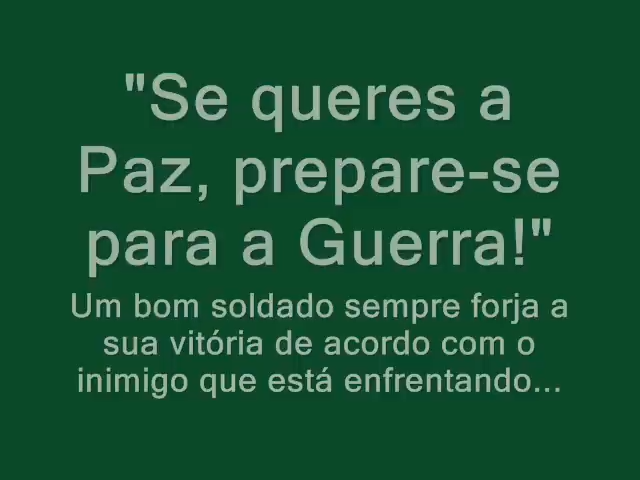 "Se queres a
Paz, prepare-se
para a Guerra!"
Um bom soldado sempre forja a
sua vitória de acordo com o
inimigo que está enfrentando...